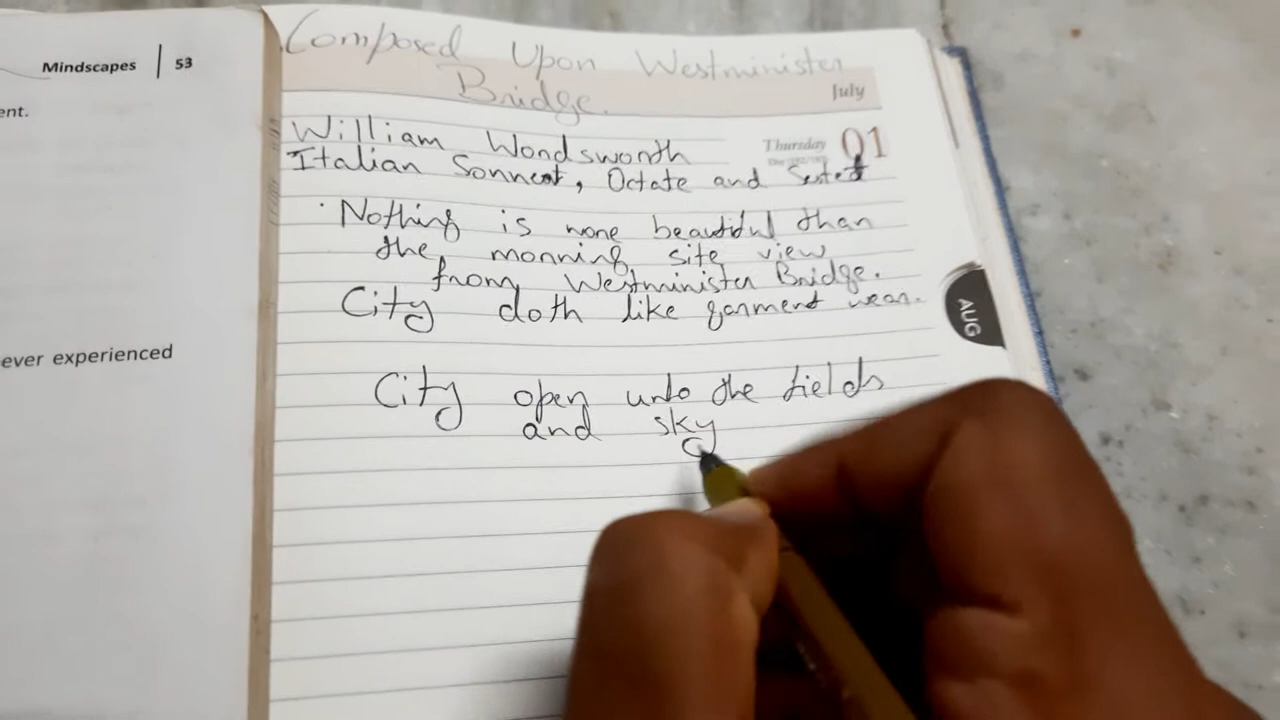 Mindscapes | 53
ent.
ever experienced
Composed Upon Westminister
Bridge.
July
Thursday 01
William Wordsworth
Italian Sonnet, Octate and Sestet
· Nothing is more beautiful than
the morning site view
from Westminister Bridge.
City doth like garment wear.
City open unto the fields
and sky
AUG